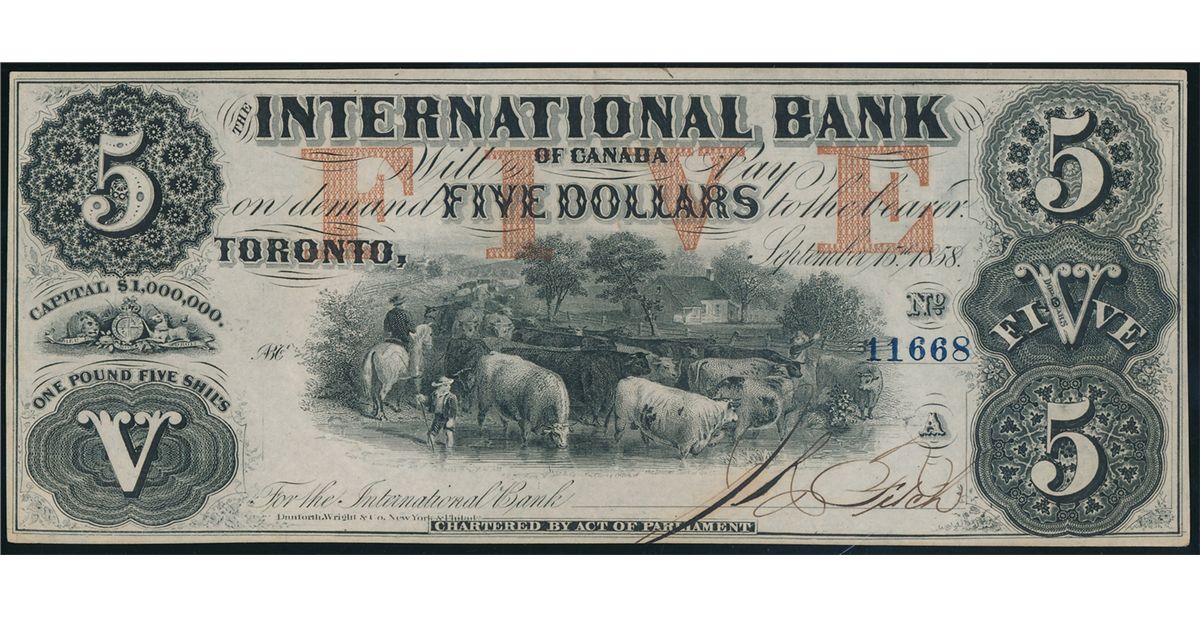 5
THE
INTERNATIONAL BANK
OF CANADA
Will Pay
FIVE
on demand FIVE DOLLARS to the bearer.
TORONTO,
September 15th, 1858.
CAPITAL $1,000,000.
ONE POUND FIVE SHIL'S
V
No
11668
A
For the International Bank
J C Fitch
Danforth, Wright & Co. New York & Philada
CHARTERED BY ACT OF PARLIAMENT
5
FIVE
5